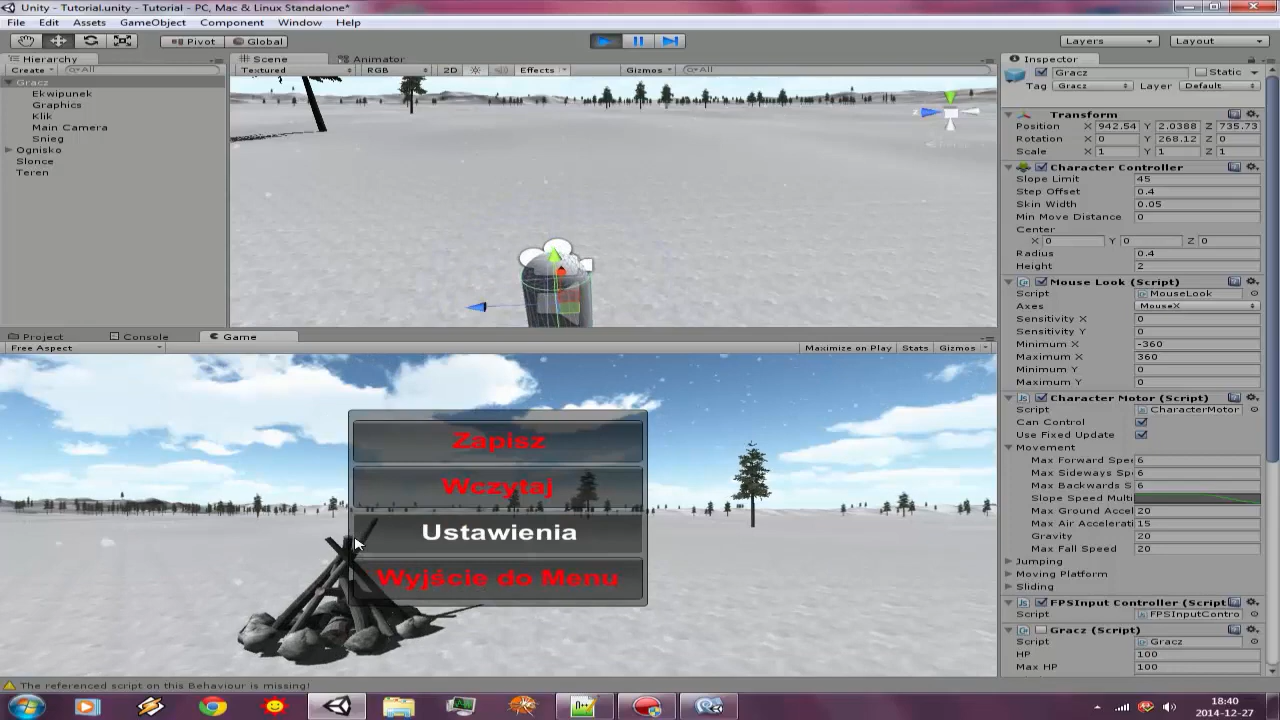 Unity - Tutorial.unity - Tutorial - PC, Mac & Linux Standalone*
File Edit Assets GameObject Component Window Help
Pivot Global Layers Layout
Hierarchy
Create All
Gracz
Ekwipunek
Graphics
Klik
Main Camera
Snieg
Ognisko
Slonce
Teren
Scene Animator
Textured RGB 2D Effects Gizmos All
Project Console Game
Free Aspect Maximize on Play Stats Gizmos
Zapisz
Wczytaj
Ustawienia
Wyjście do Menu
Inspector
Gracz Static
Tag Gracz Layer Default
Transform
Position X 942.54 Y 2.0388 Z 735.73
Rotation X 0 Y 268.12 Z 0
Scale X 1 Y 1 Z 1
Character Controller
Slope Limit 45
Step Offset 0.4
Skin Width 0.05
Min Move Distance 0
Center
X 0 Y 0 Z 0
Radius 0.4
Height 2
Mouse Look (Script)
Script MouseLook
Axes MouseX
Sensitivity X 0
Sensitivity Y 0
Minimum X -360
Maximum X 360
Minimum Y 0
Maximum Y 0
Character Motor (Script)
Script CharacterMotor
Can Control
Use Fixed Update
Movement
Max Forward Spe 6
Max Sideways Sp 6
Max Backwards S 6
Slope Speed Multi
Max Ground Accel 20
Max Air Accelerati 15
Gravity 20
Max Fall Speed 20
Jumping
Moving Platform
Sliding
FPSInput Controller (Script
Script FPSInputContro
Gracz (Script)
Script Gracz
HP 100
Max HP 100
The referenced script on this Behaviour is missing!
18:40
2014-12-27